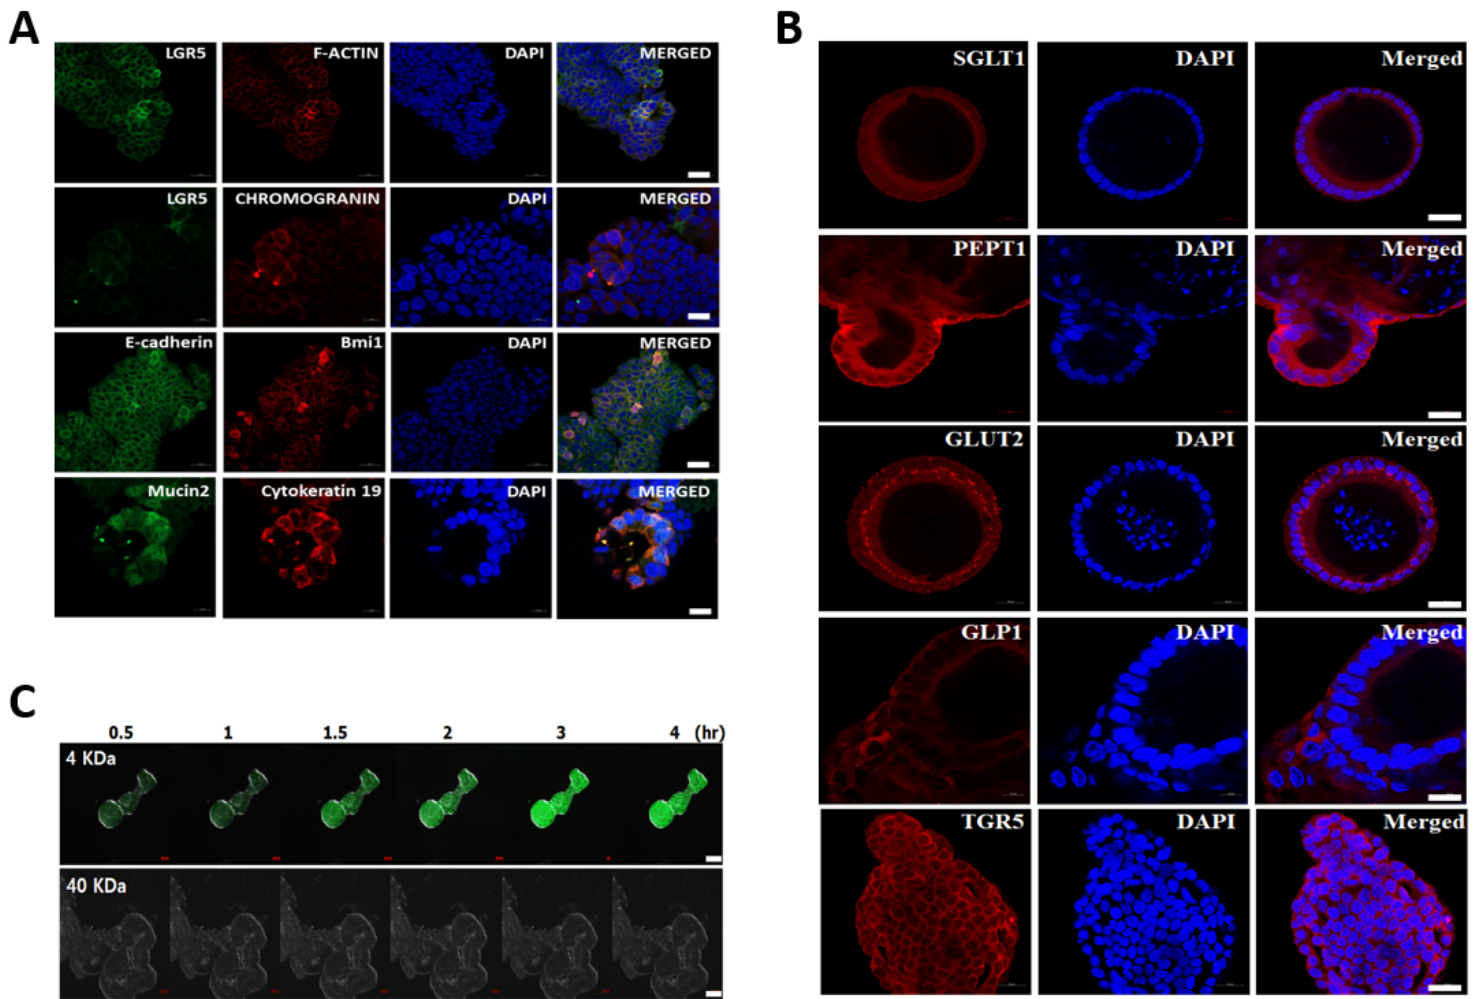 A
LGR5 F-ACTIN DAPI MERGED
LGR5 CHROMOGRANIN DAPI MERGED
E-cadherin Bmi1 DAPI MERGED
Mucin2 Cytokeratin 19 DAPI MERGED
B
SGLT1 DAPI Merged
PEPT1 DAPI Merged
GLUT2 DAPI Merged
GLP1 DAPI Merged
TGR5 DAPI Merged
C
0.5 1 1.5 2 3 4 (hr)
4 KDa
40 KDa